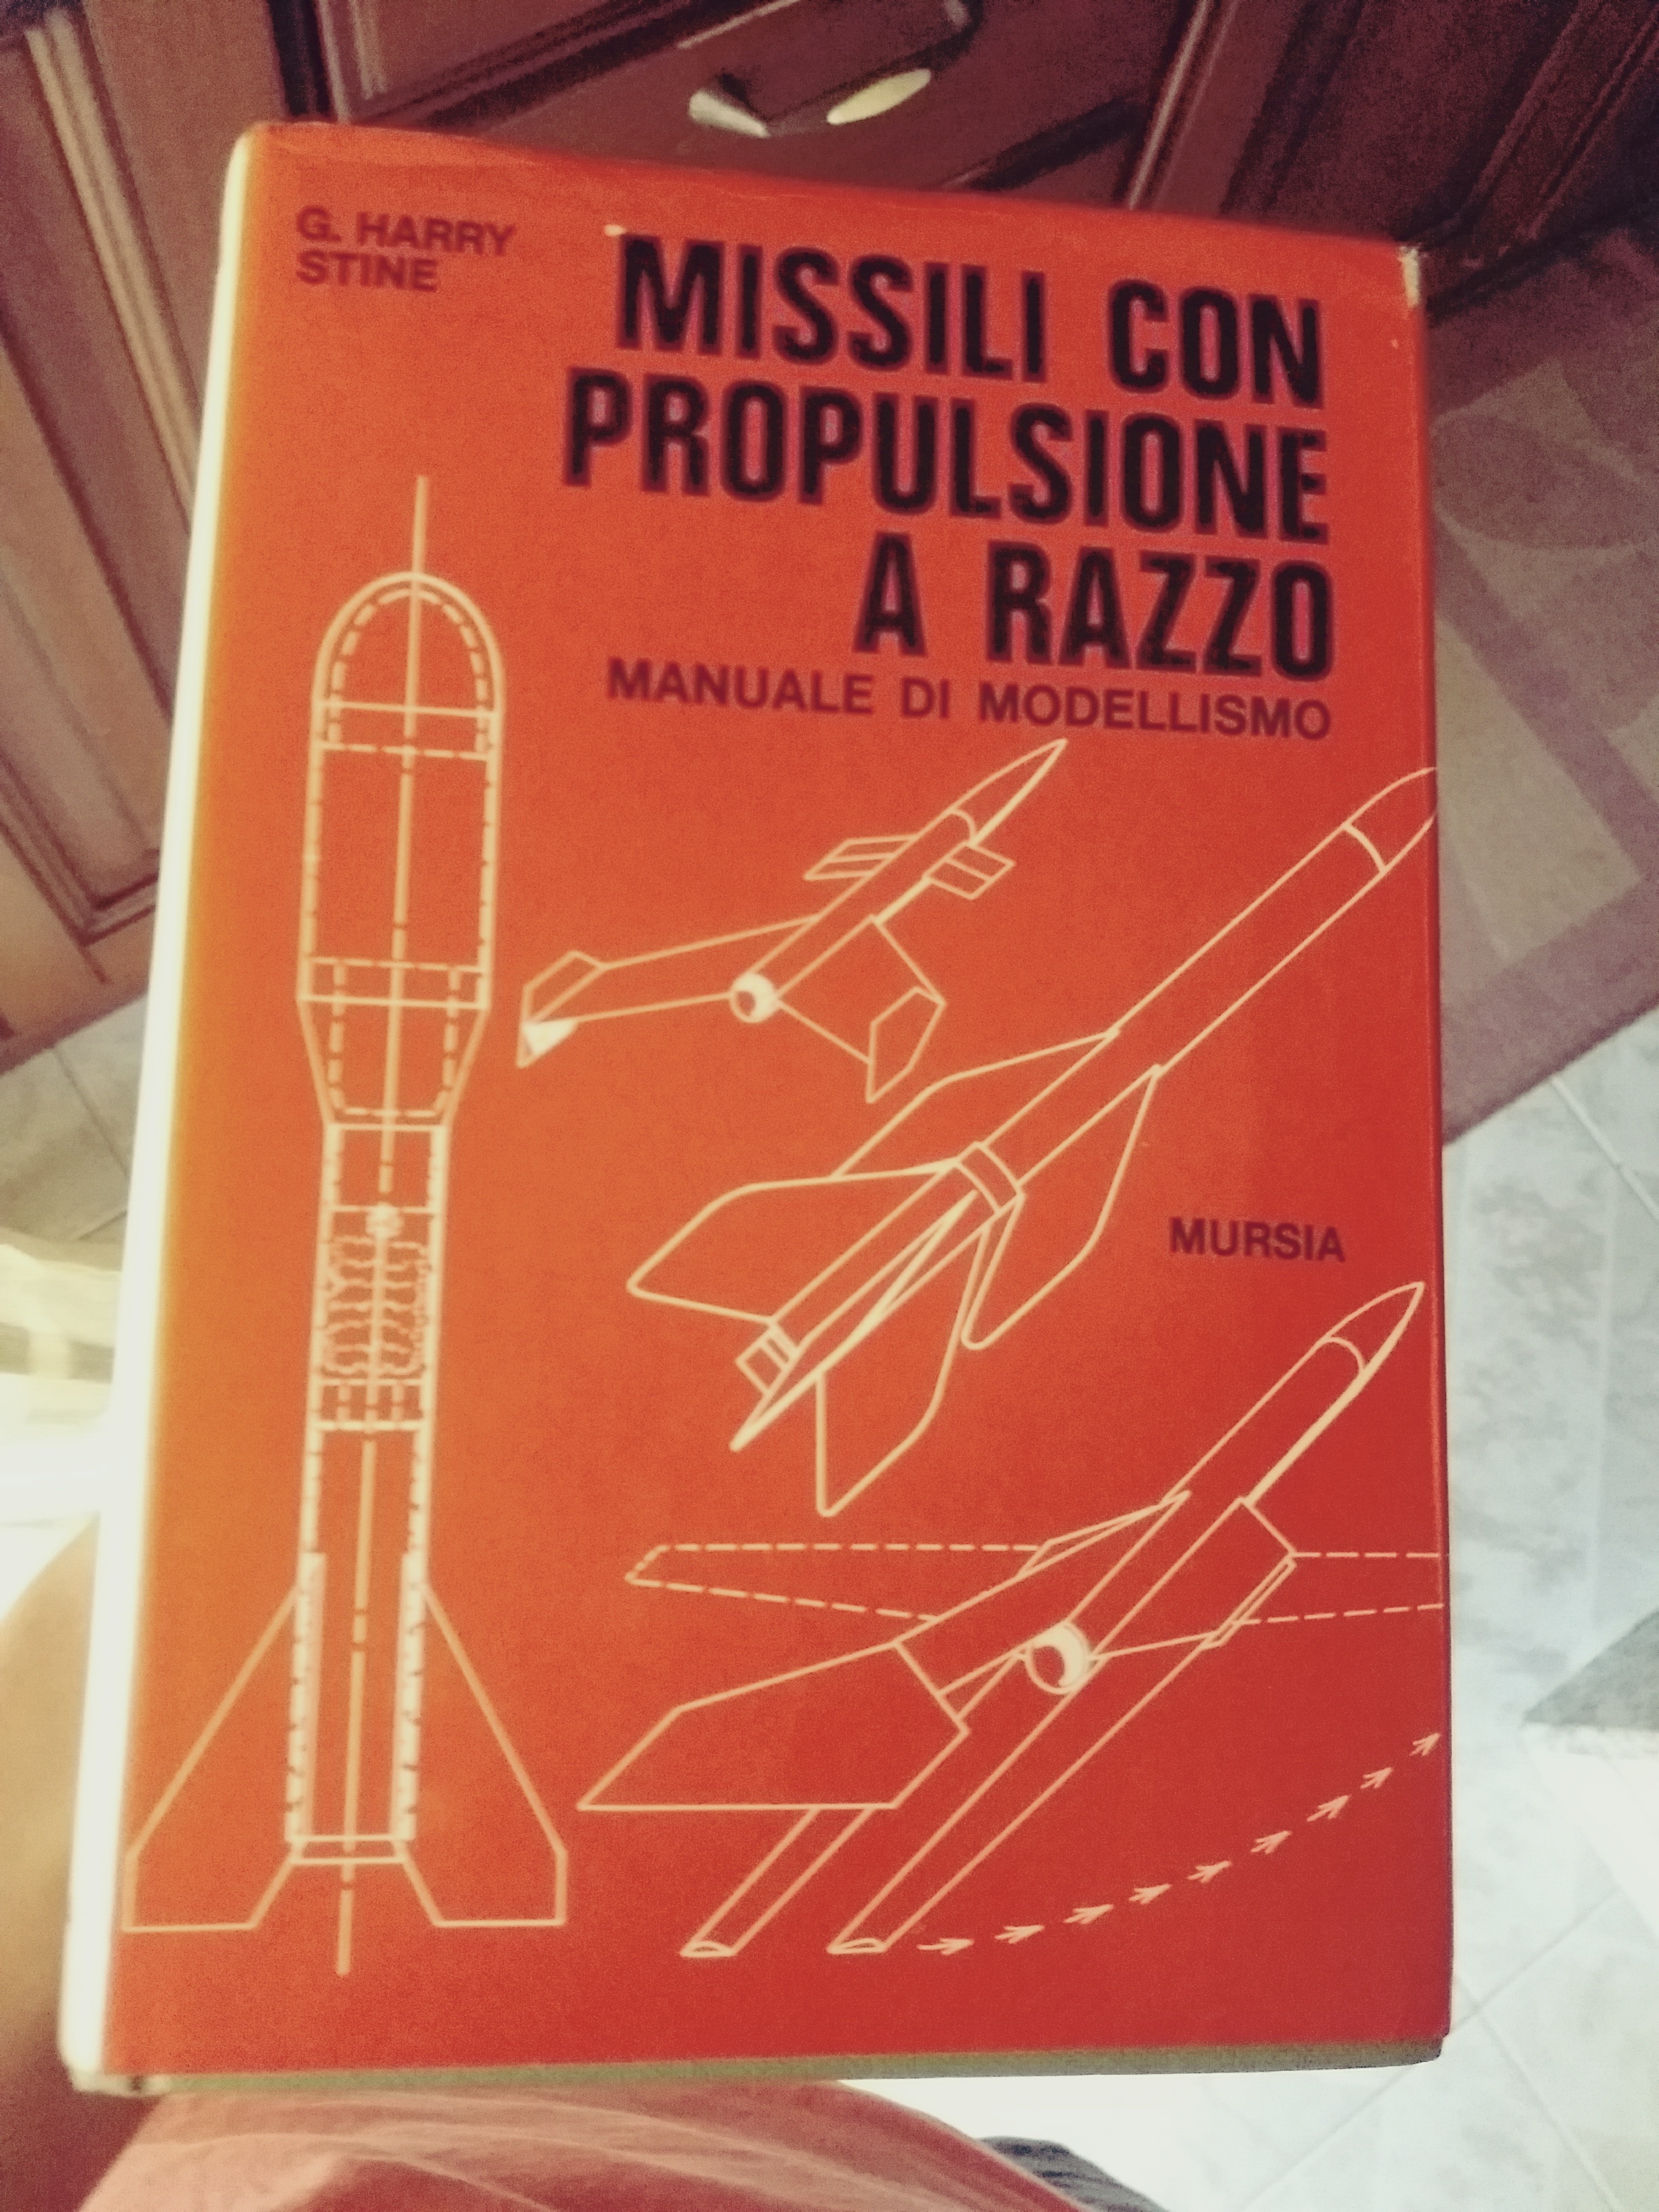 G. HARRY
STINE
MISSILI CON
PROPULSIONE
A RAZZO
MANUALE DI MODELLISMO
MURSIA